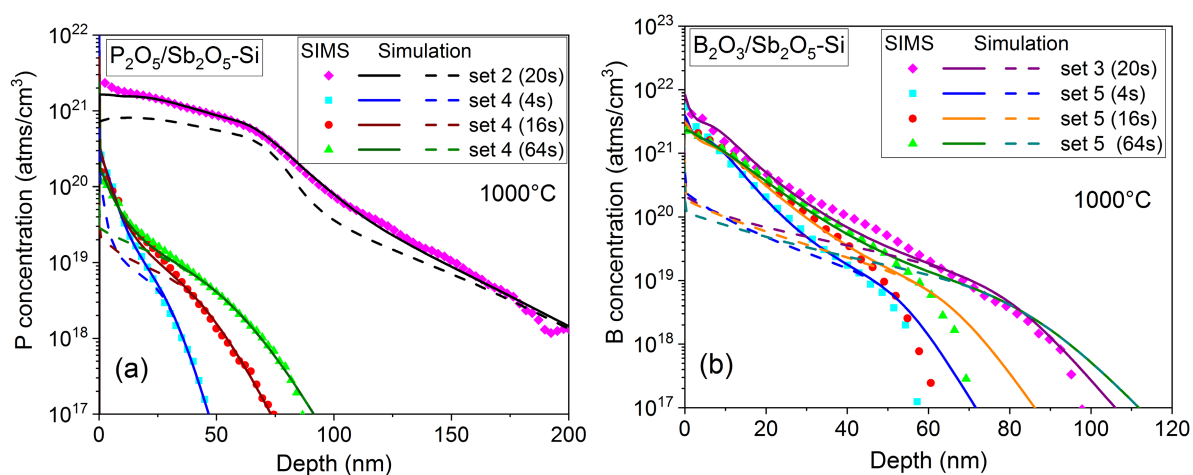 P₂O₅/Sb₂O₅-Si
SIMS Simulation
set 2 (20s)
set 4 (4s)
set 4 (16s)
set 4 (64s)
1000°C
(a)
P concentration (atms/cm³)
10²²
10²¹
10²⁰
10¹⁹
10¹⁸
10¹⁷
0 50 100 150 200
Depth (nm)
B₂O₃/Sb₂O₅-Si
SIMS Simulation
set 3 (20s)
set 5 (4s)
set 5 (16s)
set 5 (64s)
1000°C
(b)
B concentration (atms/cm³)
10²³
10²²
10²¹
10²⁰
10¹⁹
10¹⁸
10¹⁷
0 20 40 60 80 100 120
Depth (nm)